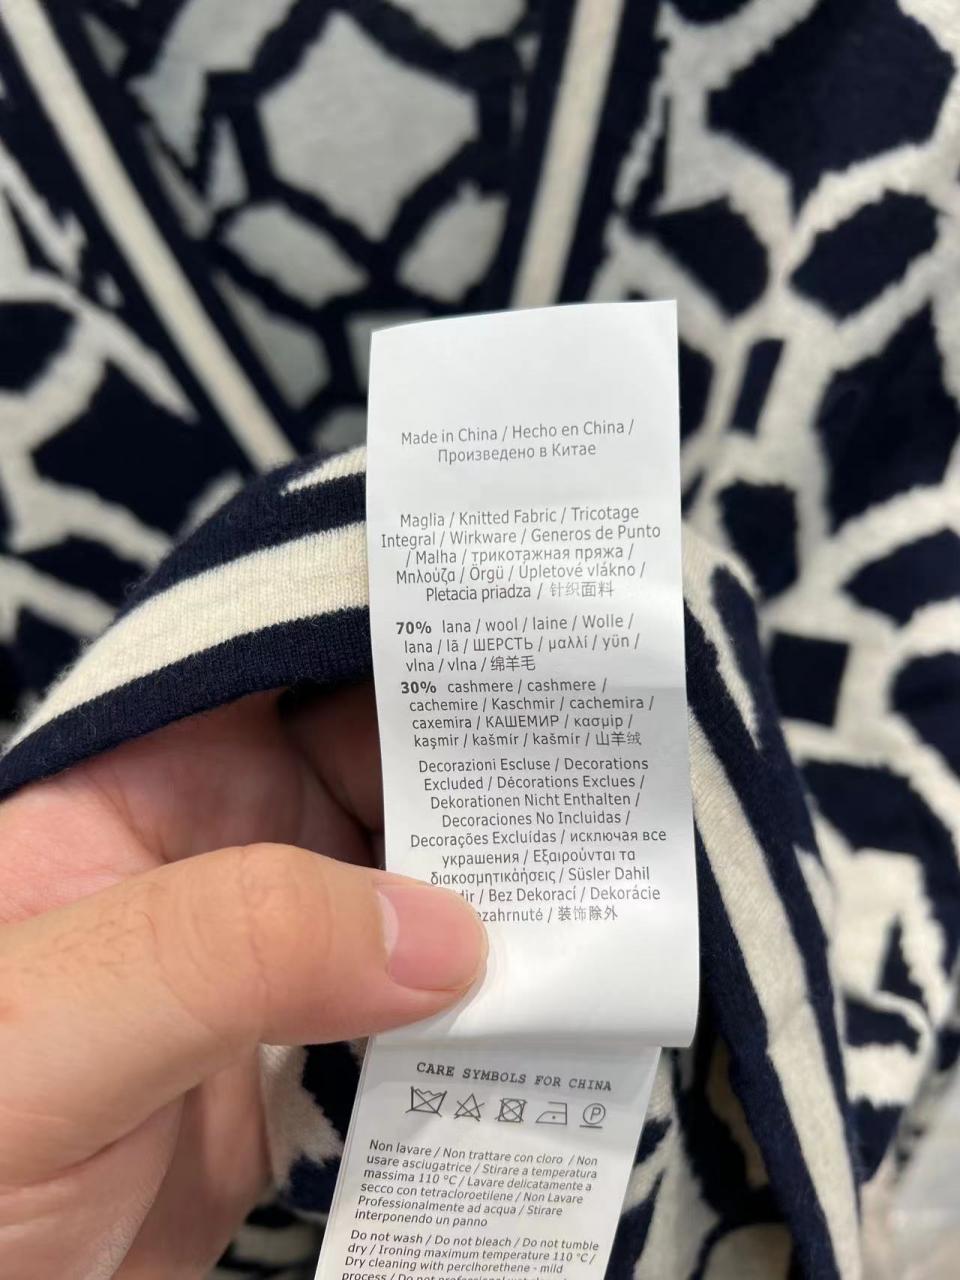 Made in China / Hecho en China /
Произведено в Китае
Maglia / Knitted Fabric / Tricotage
Integral / Wirkware / Generos de Punto
/ Malha / трикотажная пряжа /
Μπλούζα / Örgü / Úpletové vlákno /
Pletacia priadza / 针织面料
70% lana / wool / laine / Wolle /
lana / lã / ШЕРСТЬ / μαλλί / yün /
vlna / vlna / 绵羊毛
30% cashmere / cashmere /
cachemire / Kaschmir / cachemira /
caxemira / КАШЕМИР / κασμίρ /
kaşmir / kašmír / kašmír / 山羊绒
Decorazioni Escluse / Decorations
Excluded / Décorations Exclues /
Dekorationen Nicht Enthalten /
Decoraciones No Incluidas /
Decorações Excluídas / исключая все
украшения / Εξαιρούνται τα
διακοσμητικάήσεις / Süsler Dahil
/ Bez Dekorací / Dekorácie
/ 装饰除外
CARE SYMBOLS FOR CHINA
P
Non lavare / Non trattare con cloro / Non
usare asciugatrice / Stirare a temperatura
massima 110 °C / Lavare delicatamente a
secco con tetracloroetilene / Non Lavare
Professionalmente ad acqua / Stirare
interponendo un panno
Do not wash / Do not bleach / Do not tumble
dry / Ironing maximum temperature 110 °C /
Dry cleaning with perclhorethene - mild
process / Do not professional